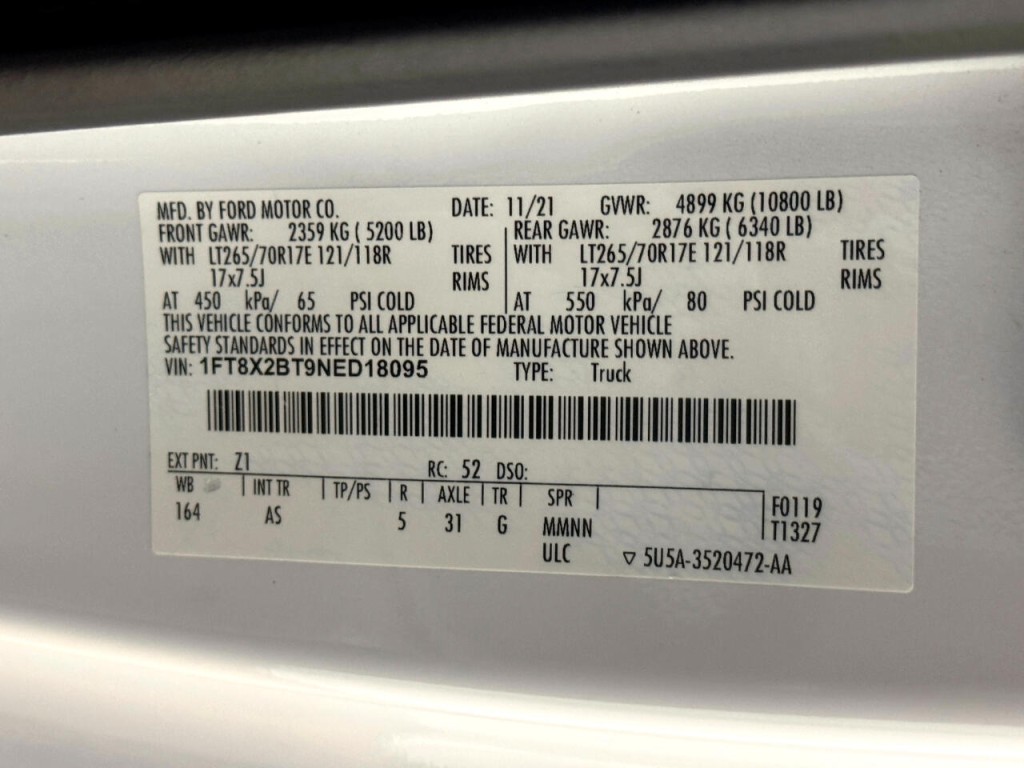 MFD. BY FORD MOTOR CO. DATE: 11/21 GVWR: 4899 KG (10800 LB)
FRONT GAWR: 2359 KG ( 5200 LB) REAR GAWR: 2876 KG ( 6340 LB)
WITH LT265/70R17E 121/118R TIRES WITH LT265/70R17E 121/118R TIRES
17x7.5J RIMS 17x7.5J RIMS
AT 450 kPa/ 65 PSI COLD AT 550 kPa/ 80 PSI COLD
THIS VEHICLE CONFORMS TO ALL APPLICABLE FEDERAL MOTOR VEHICLE
SAFETY STANDARDS IN EFFECT ON THE DATE OF MANUFACTURE SHOWN ABOVE.
VIN: 1FT8X2BT9NED18095 TYPE: Truck
EXT PNT: Z1 RC: 52 DSO:
WB INT TR TP/PS R AXLE TR SPR F0119
164 AS 5 31 G MMNN T1327
ULC ▽ 5U5A-3520472-AA